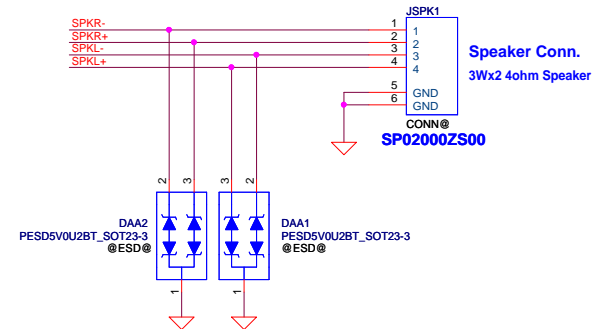 JSPK1
SPKR- 1 1
SPKR+ 2 2
SPKL- 3 3
SPKL+ 4 4
Speaker Conn.
3Wx2 4ohm Speaker
5 GND
6 GND
CONN@
SP02000ZS00
2 3 3 2
DAA2
PESD5V0U2BT_SOT23-3
@ESD@
DAA1
PESD5V0U2BT_SOT23-3
@ESD@
1 1